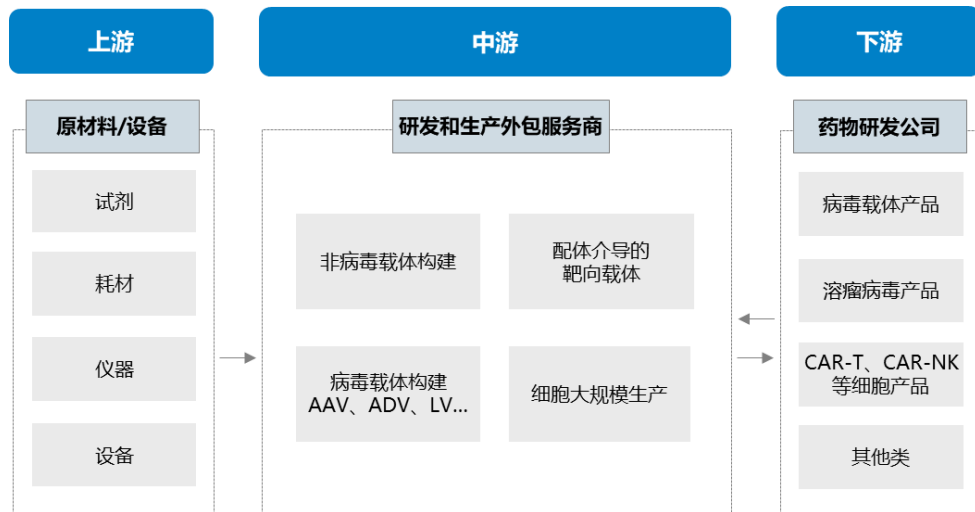 上游
中游
下游
原材料/设备
研发和生产外包服务商
药物研发公司
试剂
耗材
仪器
设备
非病毒载体构建
配体介导的
靶向载体
病毒载体构建
AAV、ADV、LV...
细胞大规模生产
病毒载体产品
溶瘤病毒产品
CAR-T、CAR-NK
等细胞产品
其他类